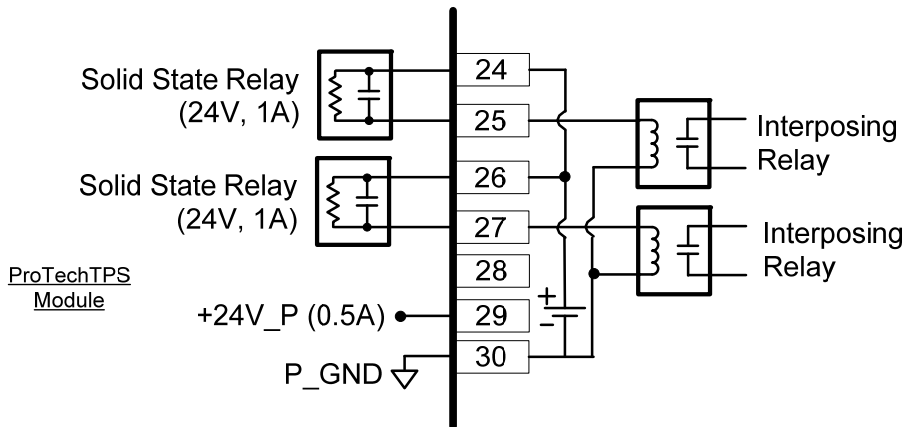 Solid State Relay
(24V, 1A)
24
25
Interposing
Relay
Solid State Relay
(24V, 1A)
26
27
Interposing
Relay
ProTechTPS
Module
28
+24V_P (0.5A)
29
+
-
P_GND
30